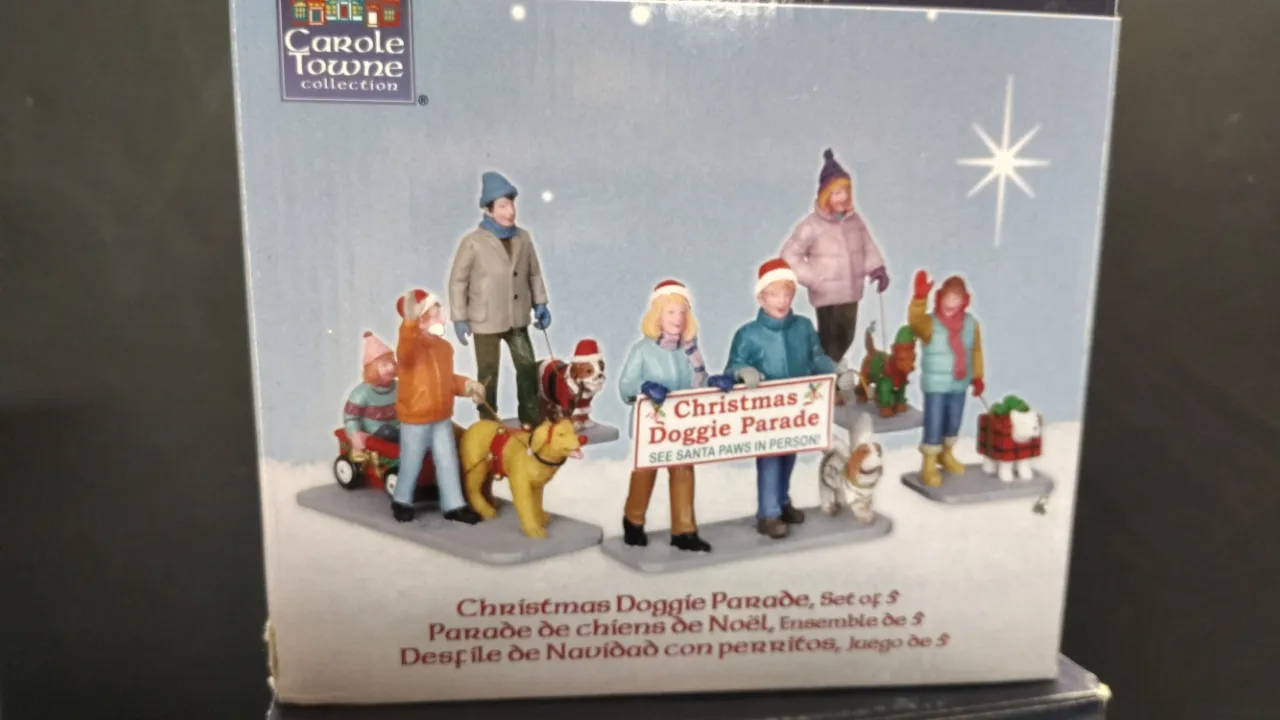 Carole
Towne
collection
®
Christmas
Doggie Parade
SEE SANTA PAWS IN PERSON!
Christmas Doggie Parade, Set of 5
Parade de chiens de Noël, Ensemble de 5
Desfile de Navidad con perritos, Juego de 5